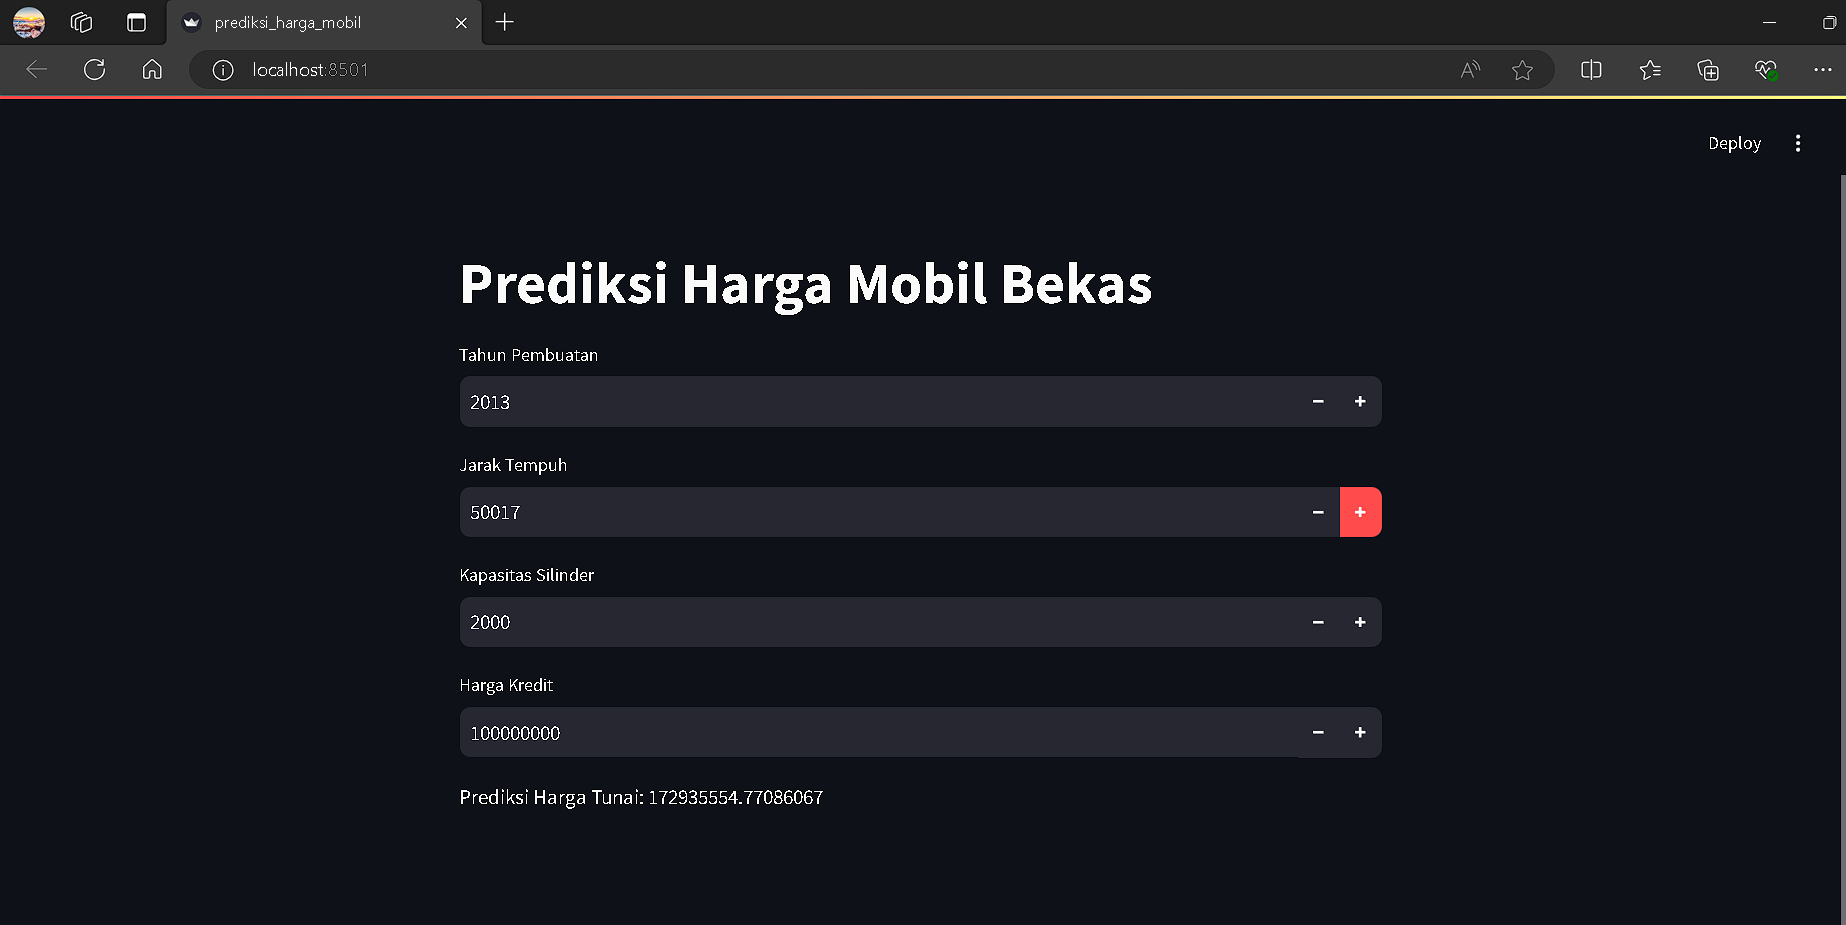 prediksi_harga_mobil
localhost:8501
Deploy
Prediksi Harga Mobil Bekas
Tahun Pembuatan
2013
Jarak Tempuh
50017
Kapasitas Silinder
2000
Harga Kredit
100000000
Prediksi Harga Tunai: 172935554.77086067